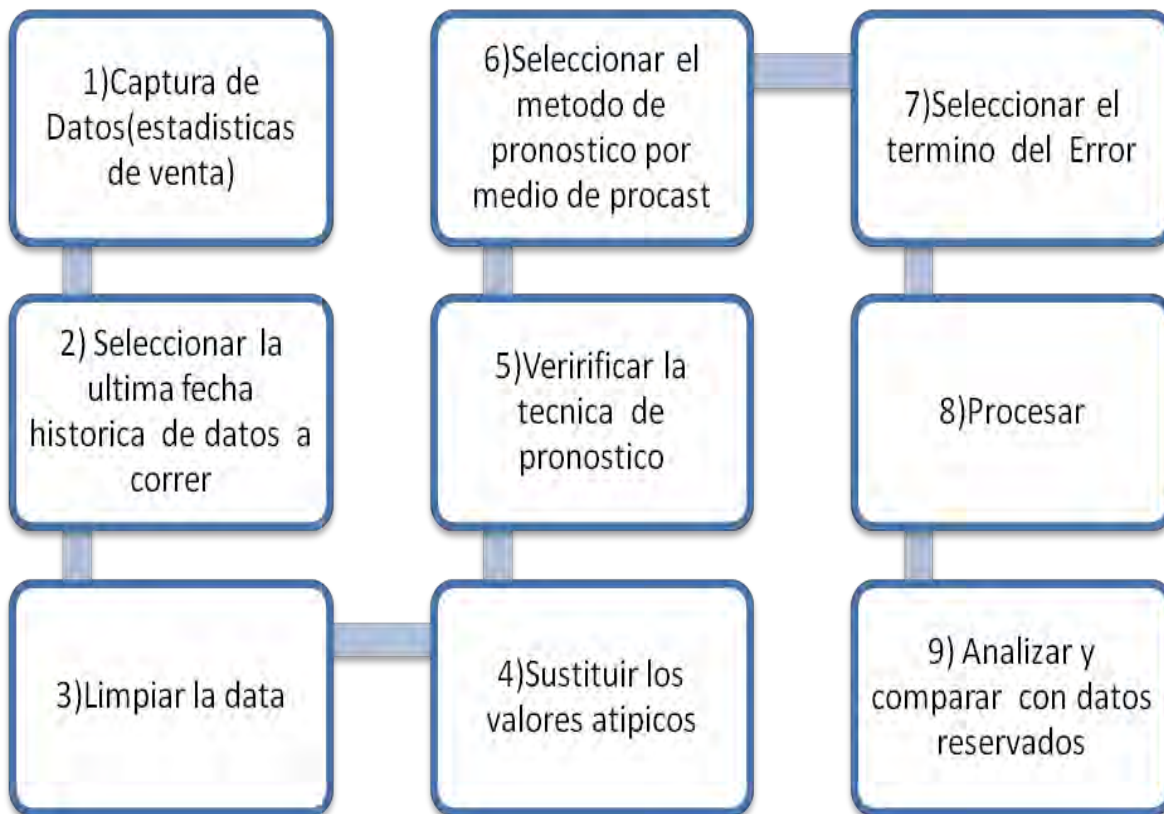 1)Captura de
Datos(estadisticas
de venta)
2) Seleccionar la
ultima fecha
historica de datos a
correr
3)Limpiar la data
4)Sustituir los
valores atipicos
5)Veririficar la
tecnica de
pronostico
6)Seleccionar el
metodo de
pronostico por
medio de procast
7)Seleccionar el
termino del Error
8)Procesar
9) Analizar y
comparar con datos
reservados